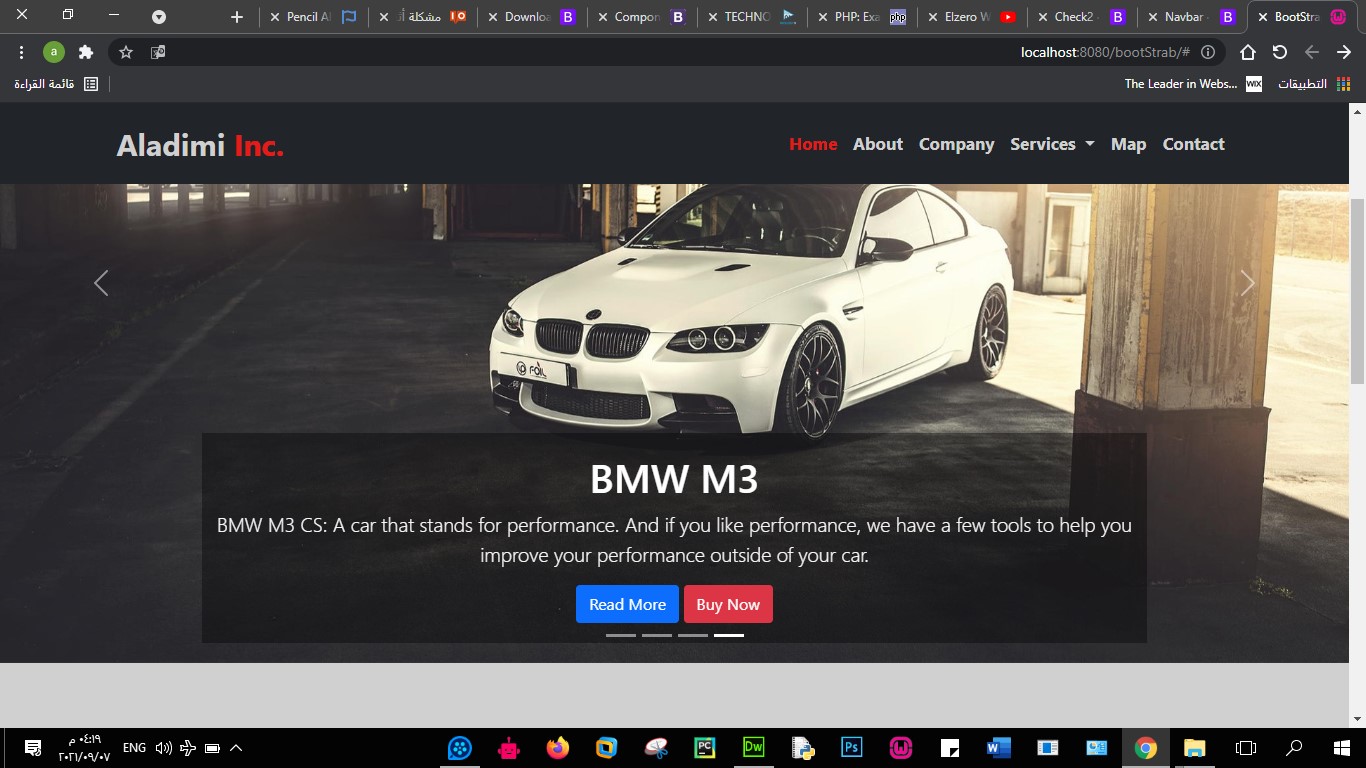 Pencil Al
مشكلة أز
Downloa
Compon
TECHNO
PHP: Exa
Elzero W
Check2
Navbar
BootStra
localhost:8080/bootStrab/#
قائمة القراءة
The Leader in Webs...
التطبيقات
Aladimi Inc.
Home About Company Services Map Contact
FOIL
BMW M3
BMW M3 CS: A car that stands for performance. And if you like performance, we have a few tools to help you
improve your performance outside of your car.
Read More Buy Now
ENG
٠٤:١٩ م
٢٠٢١/٠٩/٠٧